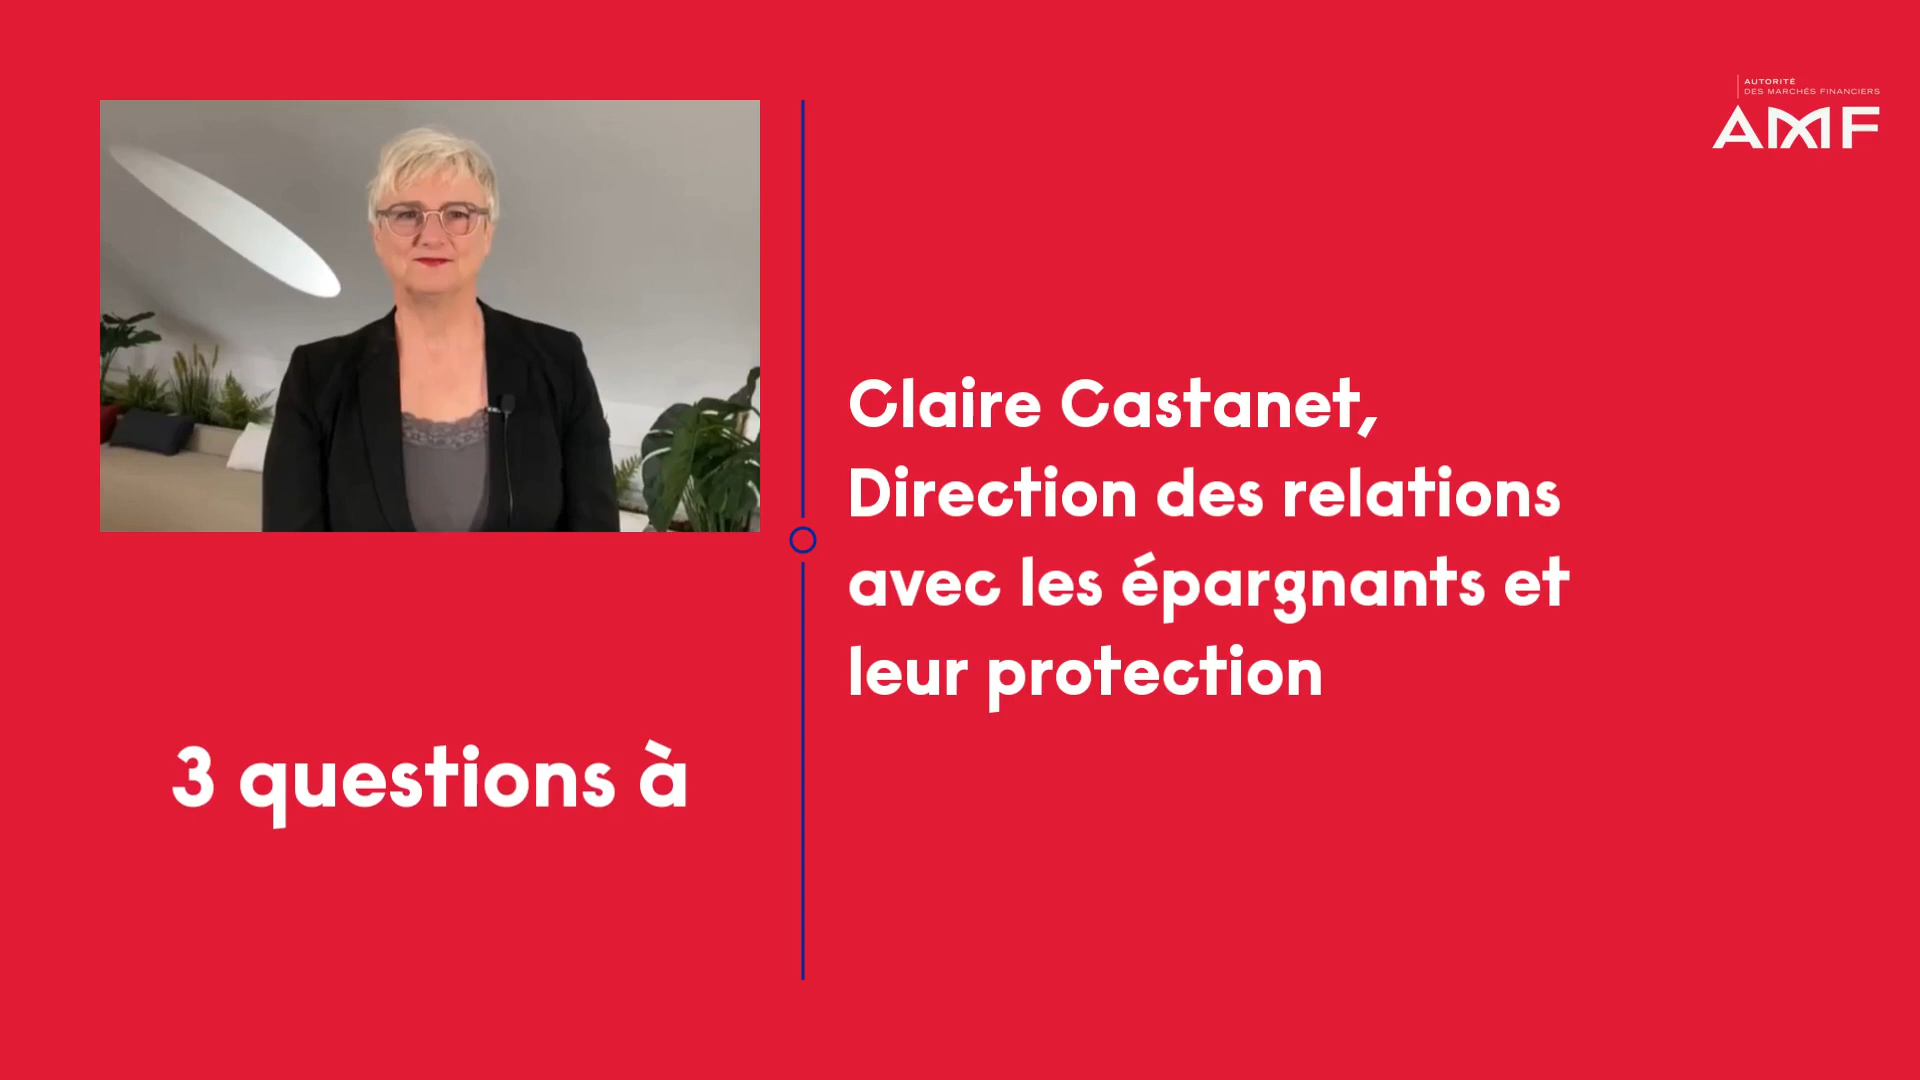 AUTORITÉ
DES MARCHÉS FINANCIERS
AMF
Claire Castanet,
Direction des relations
avec les épargnants et
leur protection
3 questions à